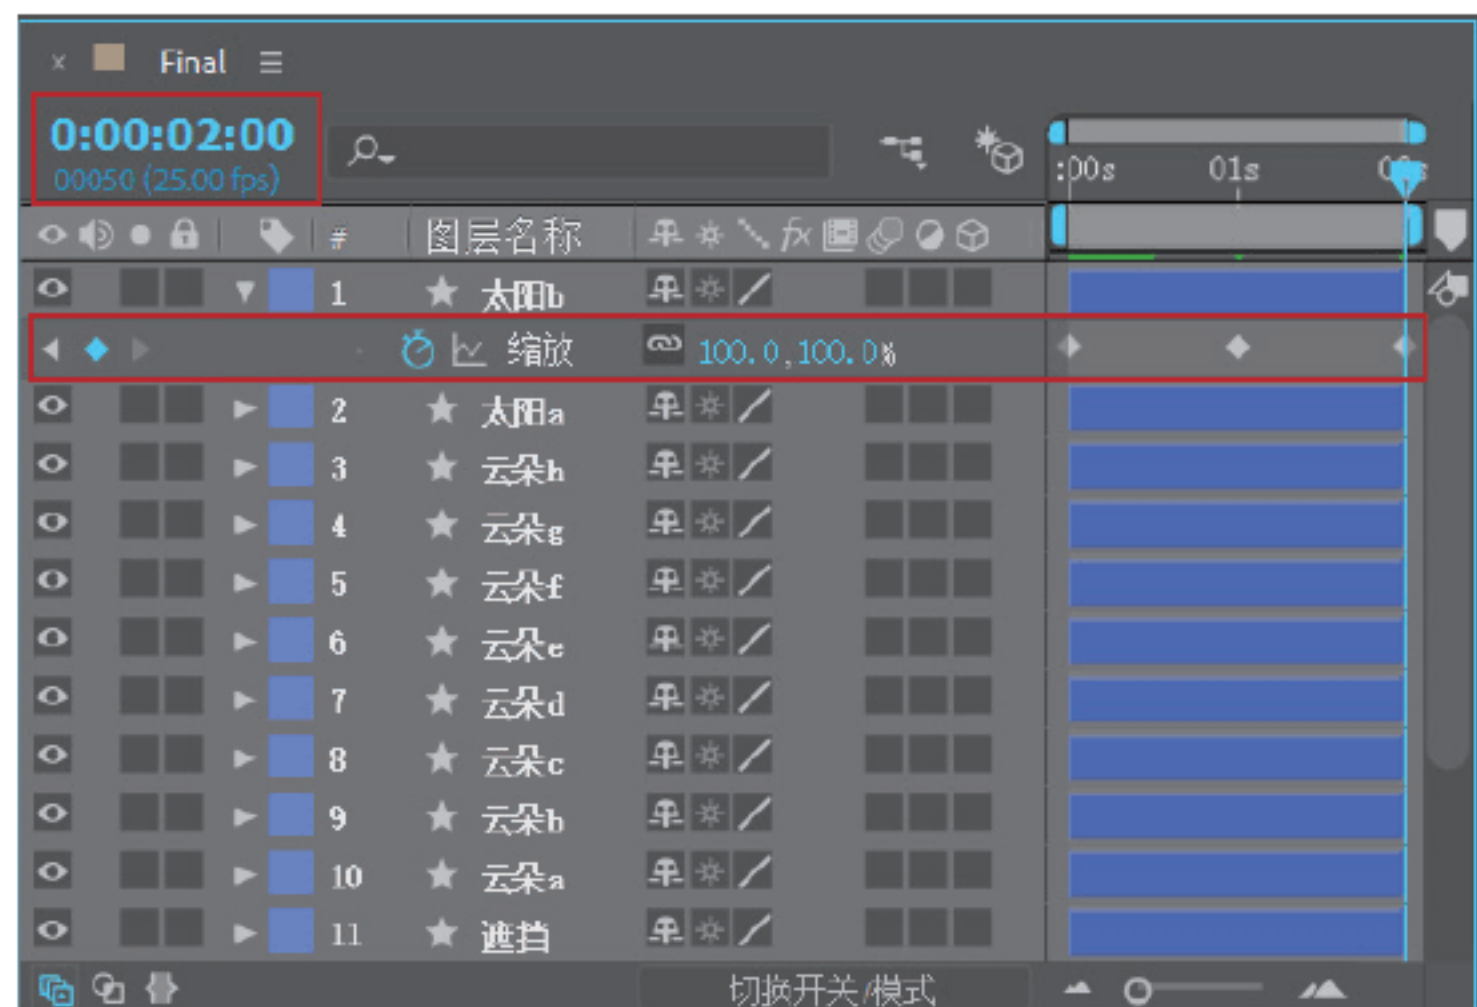 × Final
0:00:02:00
00050 (25.00 fps)
:00s 01s
# 图层名称 fx
1 太阳b
缩放 100.0,100.0%
2 太阳a
3 云朵h
4 云朵g
5 云朵f
6 云朵e
7 云朵d
8 云朵c
9 云朵b
10 云朵a
11 遮挡
切换开关/模式